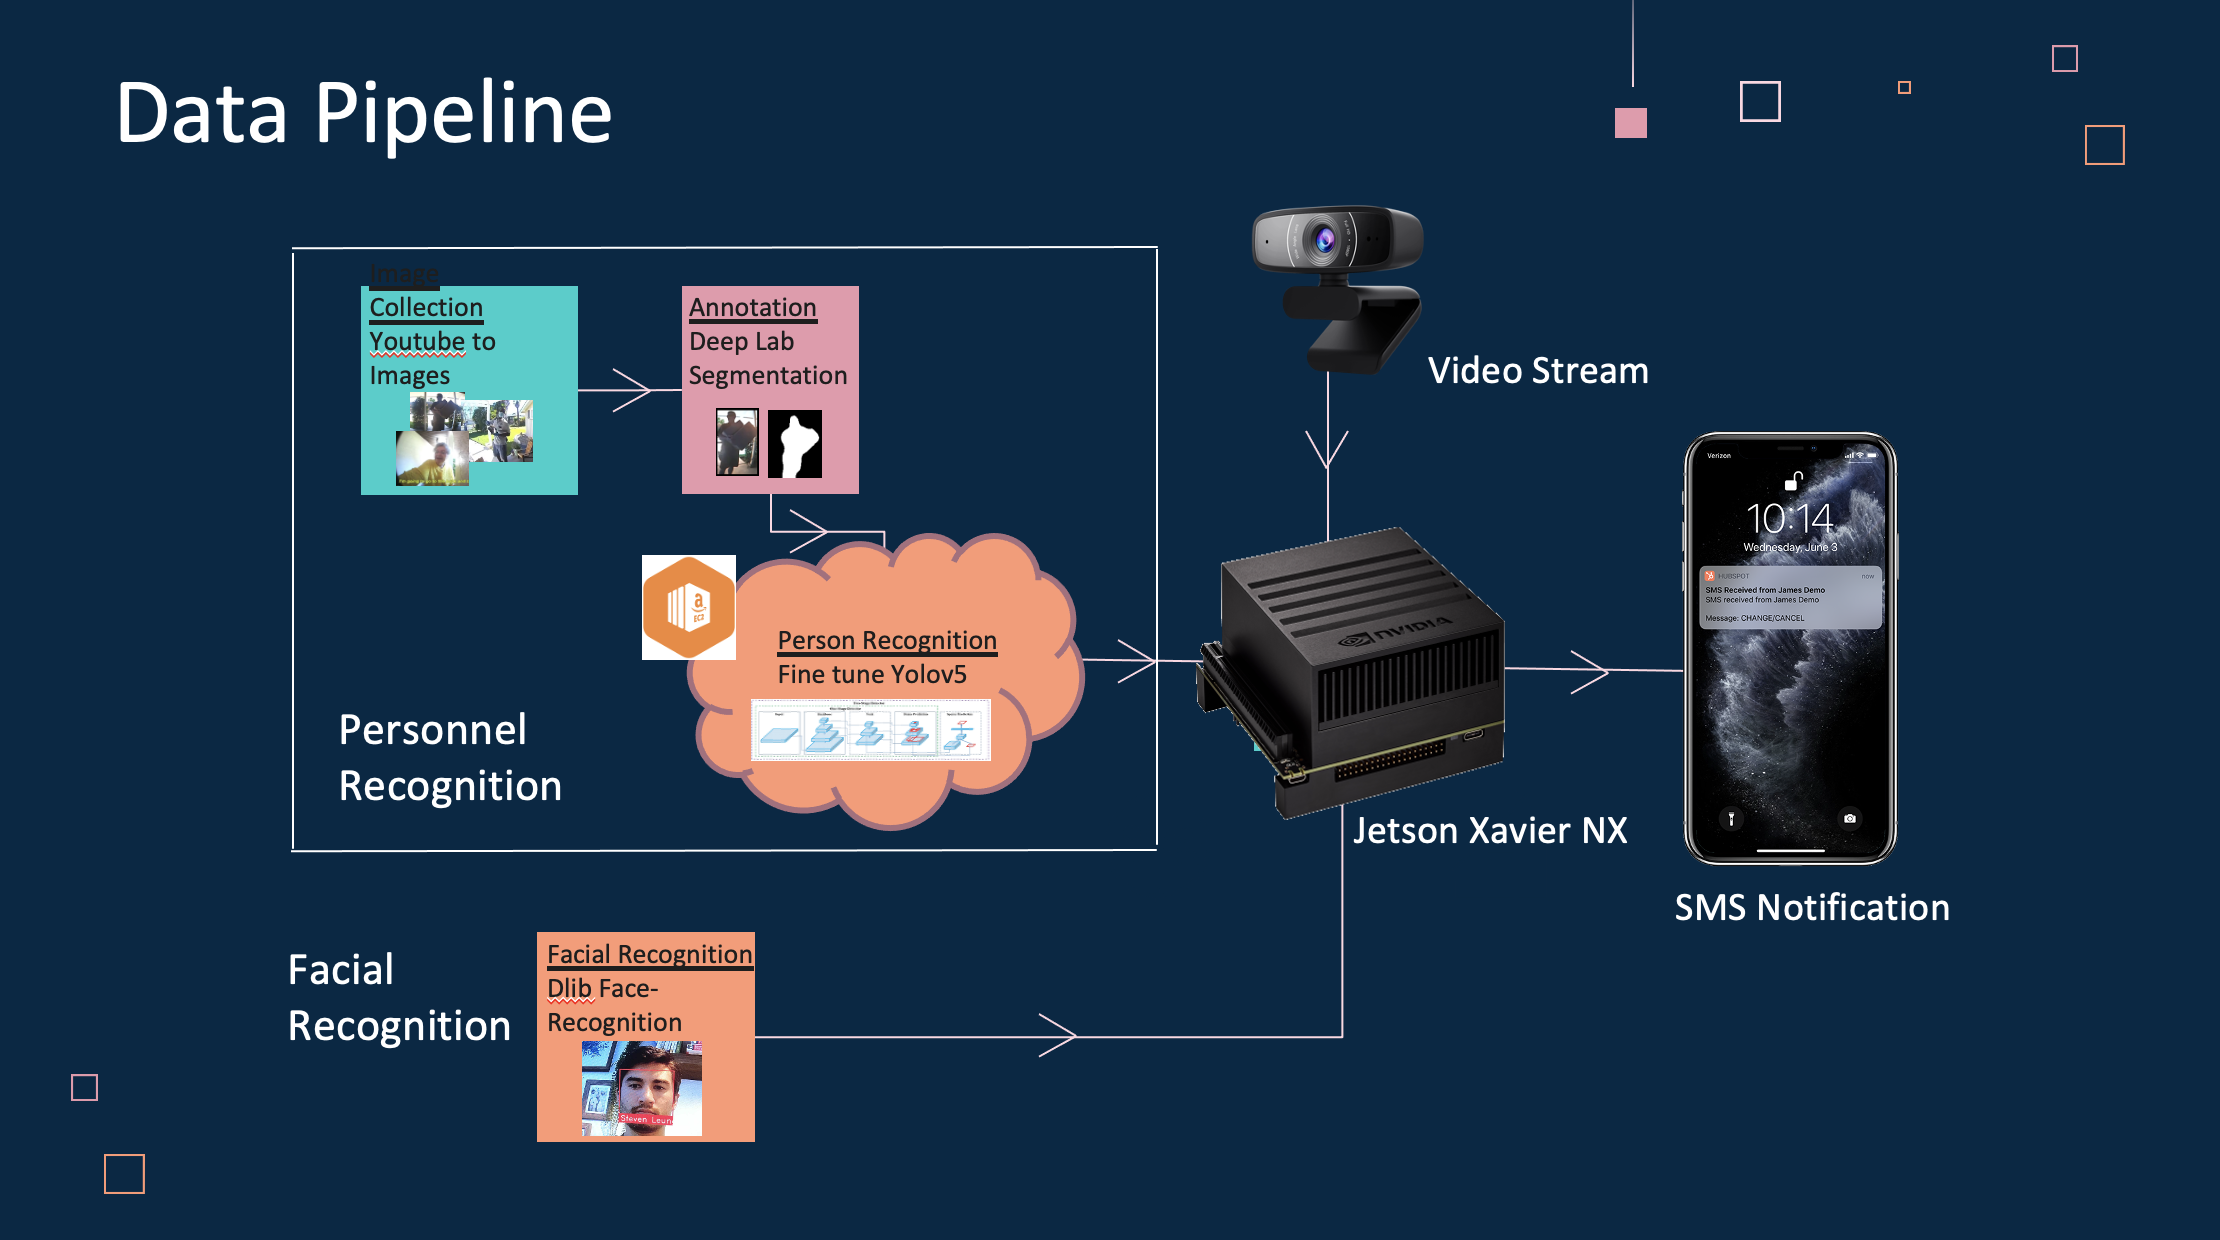 Data Pipeline
Image
Collection
Youtube to
Images
Annotation
Deep Lab
Segmentation
Video Stream
Verizon
10:14
Wednesday, June 3
HUBSPOT now
SMS Received from James Demo
SMS received from James Demo
Message: CHANGE/CANCEL
a
EC2
Person Recognition
Fine tune Yolov5
Personnel
Recognition
NVIDIA
Jetson Xavier NX
SMS Notification
Facial
Recognition
Facial Recognition
Dlib Face-
Recognition
Steven Leun